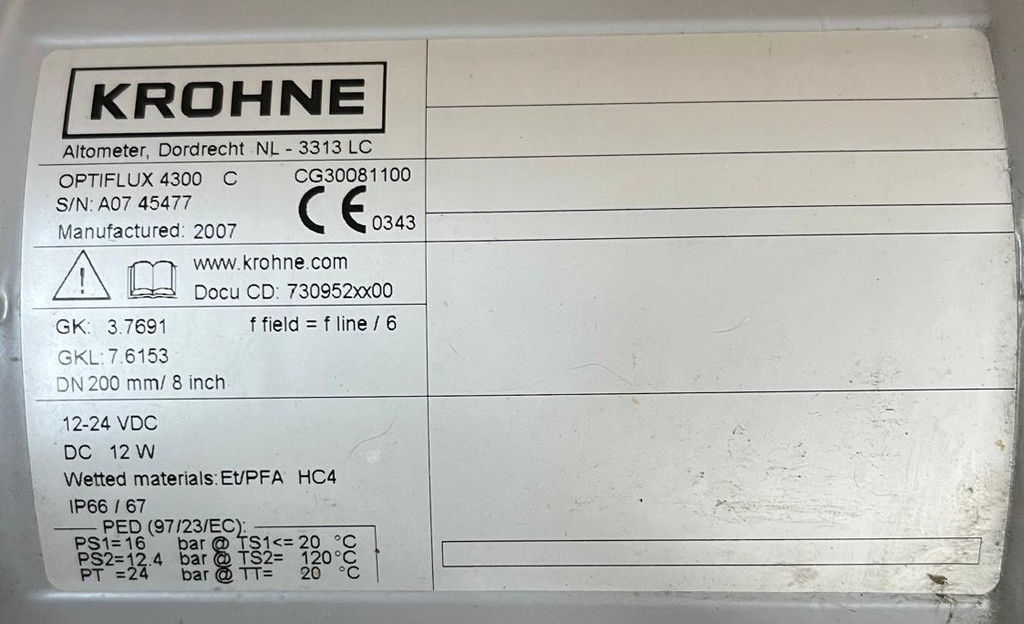 KROHNE
Altometer, Dordrecht NL - 3313 LC
OPTIFLUX 4300 C CG30081100
S/N: A07 45477
CE 0343
Manufactured: 2007
www.krohne.com
Docu CD: 730952xx00
GK: 3.7691 f field = f line / 6
GKL: 7.6153
DN 200 mm/ 8 inch
12-24 VDC
DC 12 W
Wetted materials: Et/PFA HC4
IP66 / 67
PED (97/23/EC):
PS1= 16 bar @ TS1<= 20 °C
PS2=12.4 bar @ TS2= 120°C
PT =24 bar @ TT= 20 °C